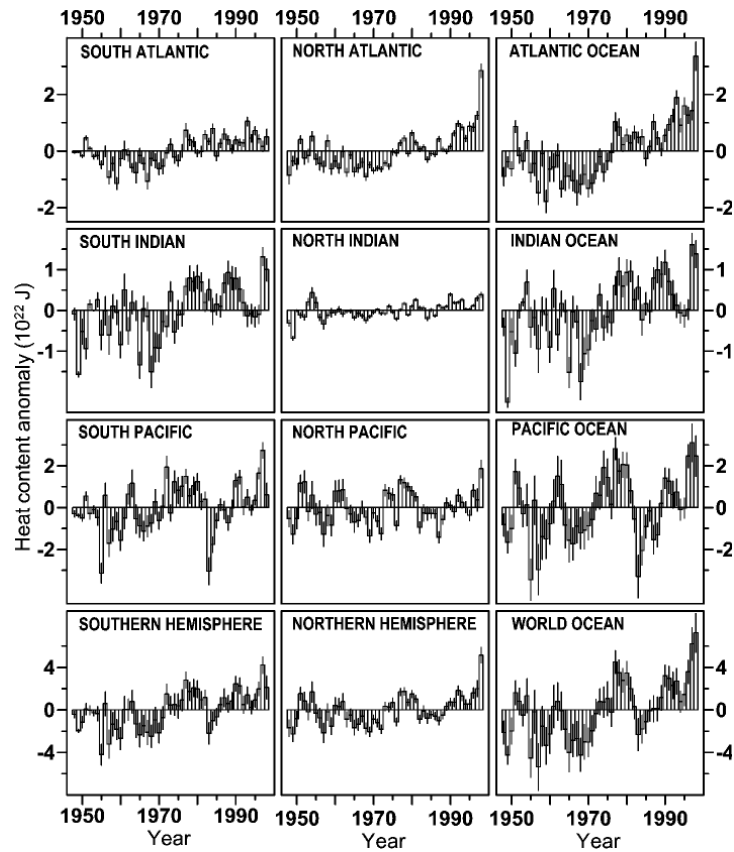 1950 1970 1990 1950 1970 1990 1950 1970 1990
SOUTH ATLANTIC NORTH ATLANTIC ATLANTIC OCEAN
2 2
0 0
-2 -2
SOUTH INDIAN NORTH INDIAN INDIAN OCEAN
1 1
0 0
-1 -1
SOUTH PACIFIC NORTH PACIFIC PACIFIC OCEAN
2 2
0 0
-2 -2
SOUTHERN HEMISPHERE NORTHERN HEMISPHERE WORLD OCEAN
4 4
0 0
-4 -4
1950 1970 1990 1950 1970 1990 1950 1970 1990
Year Year Year
Heat content anomaly (10²² J)